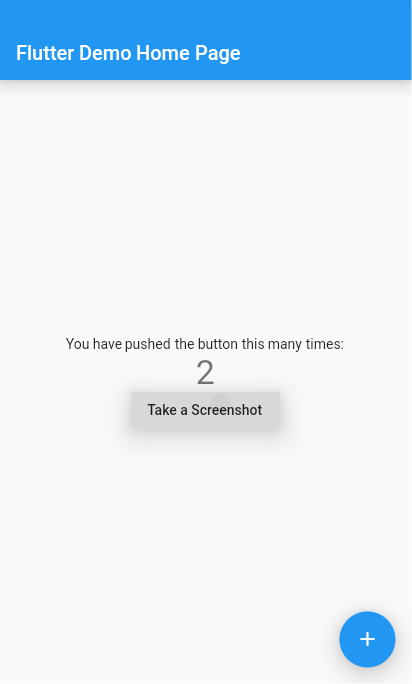 Flutter Demo Home Page
You have pushed the button this many times:
2
Take a Screenshot
+